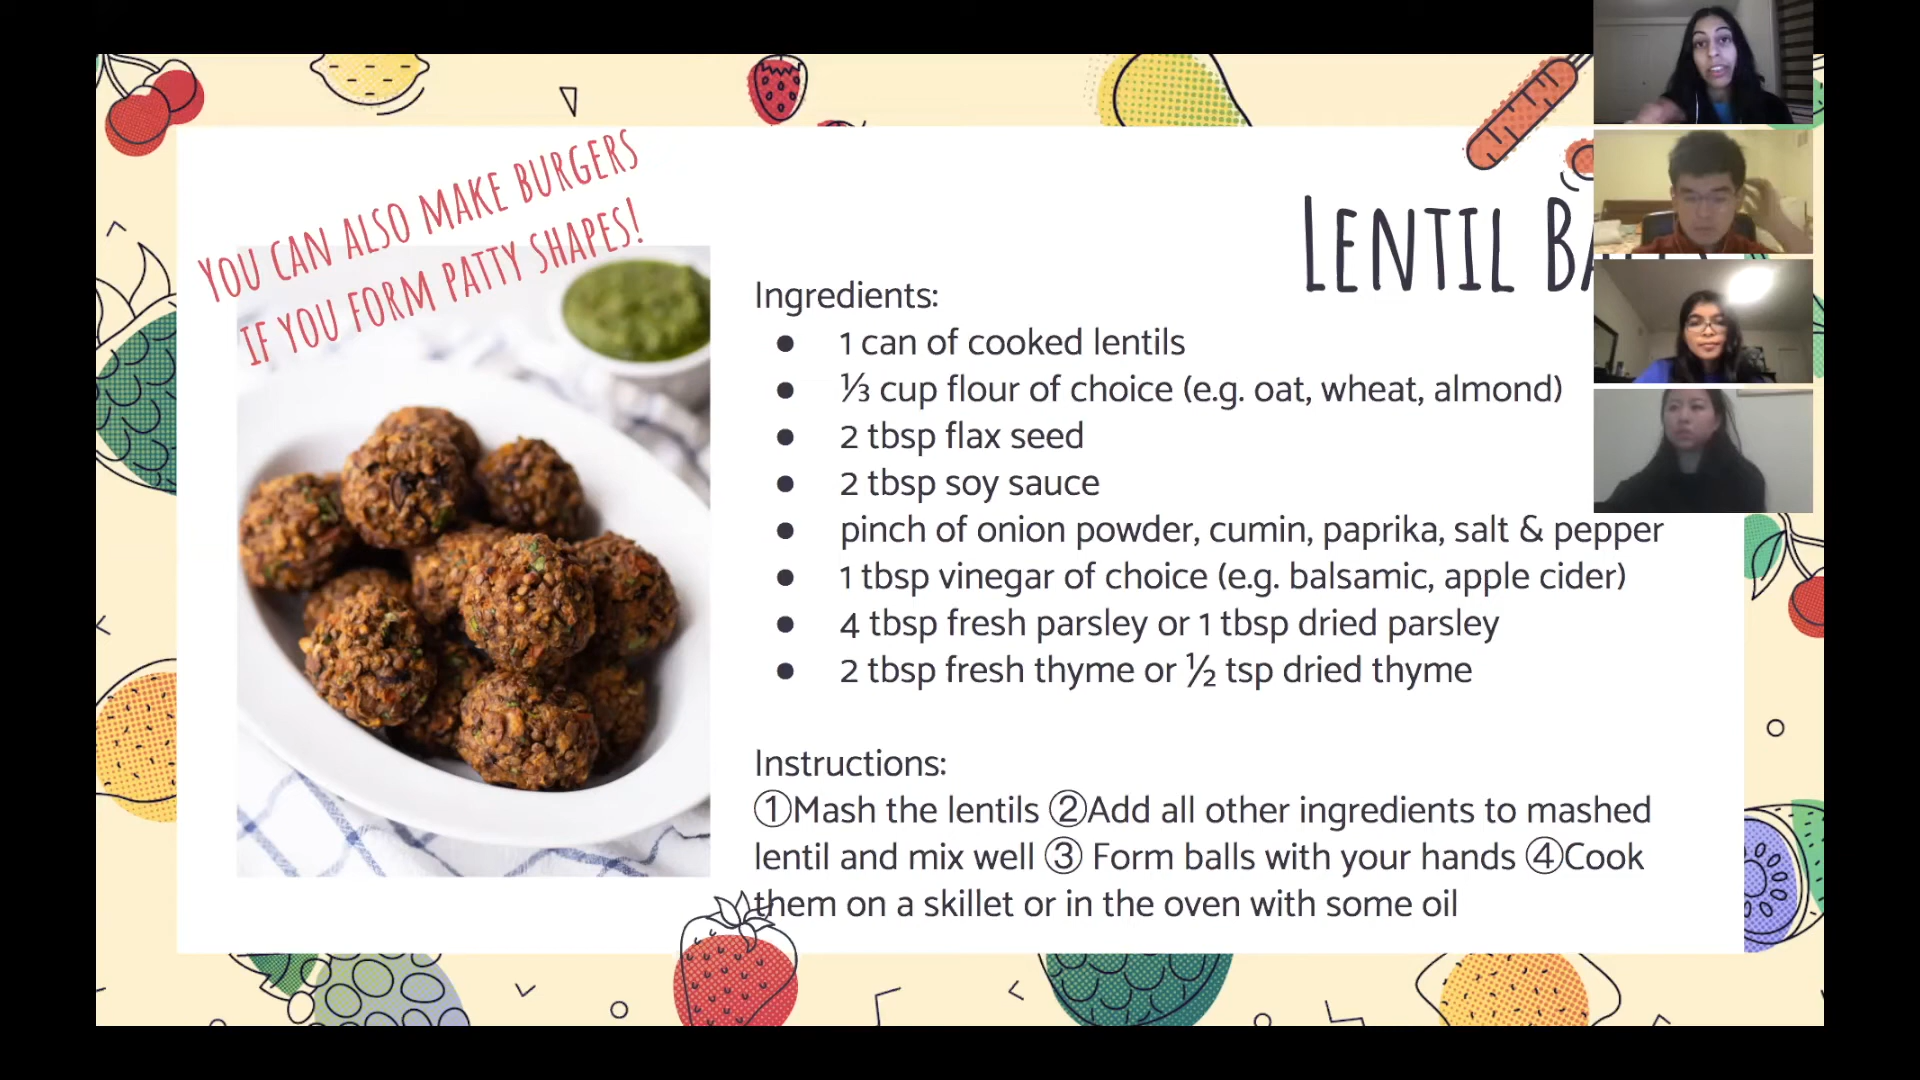 YOU CAN ALSO MAKE BURGERS
IF YOU FORM PATTY SHAPES!
LENTIL
Ingredients:
● 1 can of cooked lentils
● ⅓ cup flour of choice (e.g. oat, wheat, almond)
● 2 tbsp flax seed
● 2 tbsp soy sauce
● pinch of onion powder, cumin, paprika, salt & pepper
● 1 tbsp vinegar of choice (e.g. balsamic, apple cider)
● 4 tbsp fresh parsley or 1 tbsp dried parsley
● 2 tbsp fresh thyme or ½ tsp dried thyme
Instructions:
①Mash the lentils ②Add all other ingredients to mashed
lentil and mix well ③ Form balls with your hands ④Cook
them on a skillet or in the oven with some oil